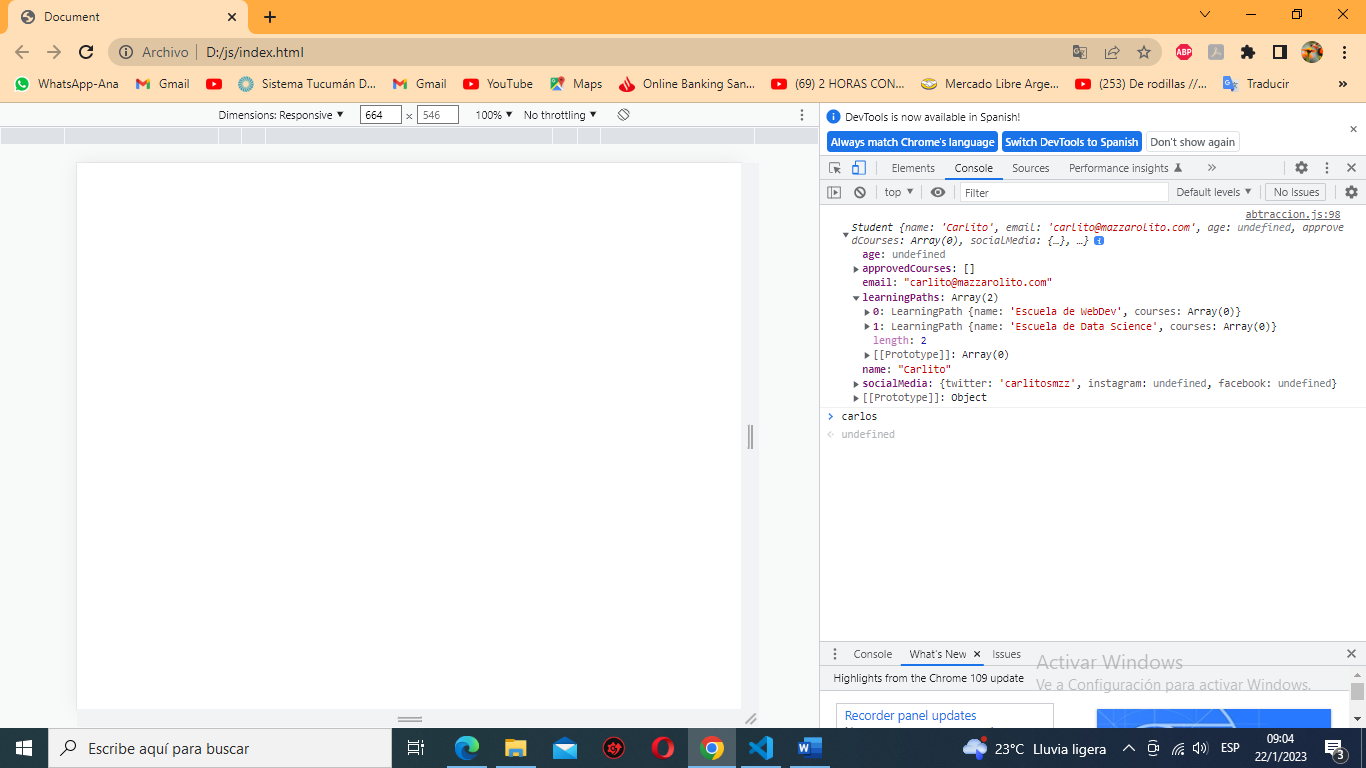 Document
Archivo D:/js/index.html
ABP
WhatsApp-Ana Gmail Sistema Tucumán D... Gmail YouTube Maps Online Banking San... (69) 2 HORAS CON... Mercado Libre Arge... (253) De rodillas //... Traducir »
Dimensions: Responsive 664 x 546 100% No throttling
DevTools is now available in Spanish!
Always match Chrome's language Switch DevTools to Spanish Don't show again
Elements Console Sources Performance insights »
top Filter Default levels No Issues
abtraccion.js:98
Student {name: 'Carlito', email: 'carlito@mazzarolito.com', age: undefined, approve
dCourses: Array(0), socialMedia: {…}, …}
age: undefined
approvedCourses: []
email: "carlito@mazzarolito.com"
learningPaths: Array(2)
0: LearningPath {name: 'Escuela de WebDev', courses: Array(0)}
1: LearningPath {name: 'Escuela de Data Science', courses: Array(0)}
length: 2
[[Prototype]]: Array(0)
name: "Carlito"
socialMedia: {twitter: 'carlitosmzz', instagram: undefined, facebook: undefined}
[[Prototype]]: Object
carlos
undefined
Console What's New Issues
Highlights from the Chrome 109 update
Activar Windows
Ve a Configuración para activar Windows.
Recorder panel updates
Escribe aquí para buscar
23°C Lluvia ligera ESP 09:04
22/1/2023
3